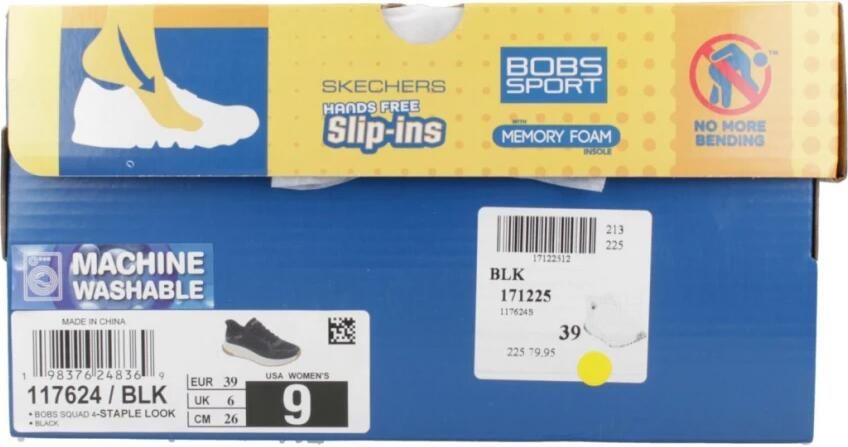 SKECHERS
HANDS FREE
Slip-ins
BOBS
SPORT
WITH
MEMORY FOAM
INSOLE
TM
NO MORE
BENDING
MACHINE
WASHABLE
MADE IN CHINA
1 98376 24836 9
117624 / BLK
• BOBS SQUAD 4-STAPLE LOOK
• BLACK
EUR 39
UK 6
CM 26
USA WOMEN'S
9
17122512
213
225
BLK
171225
117624S
39
225 79.95